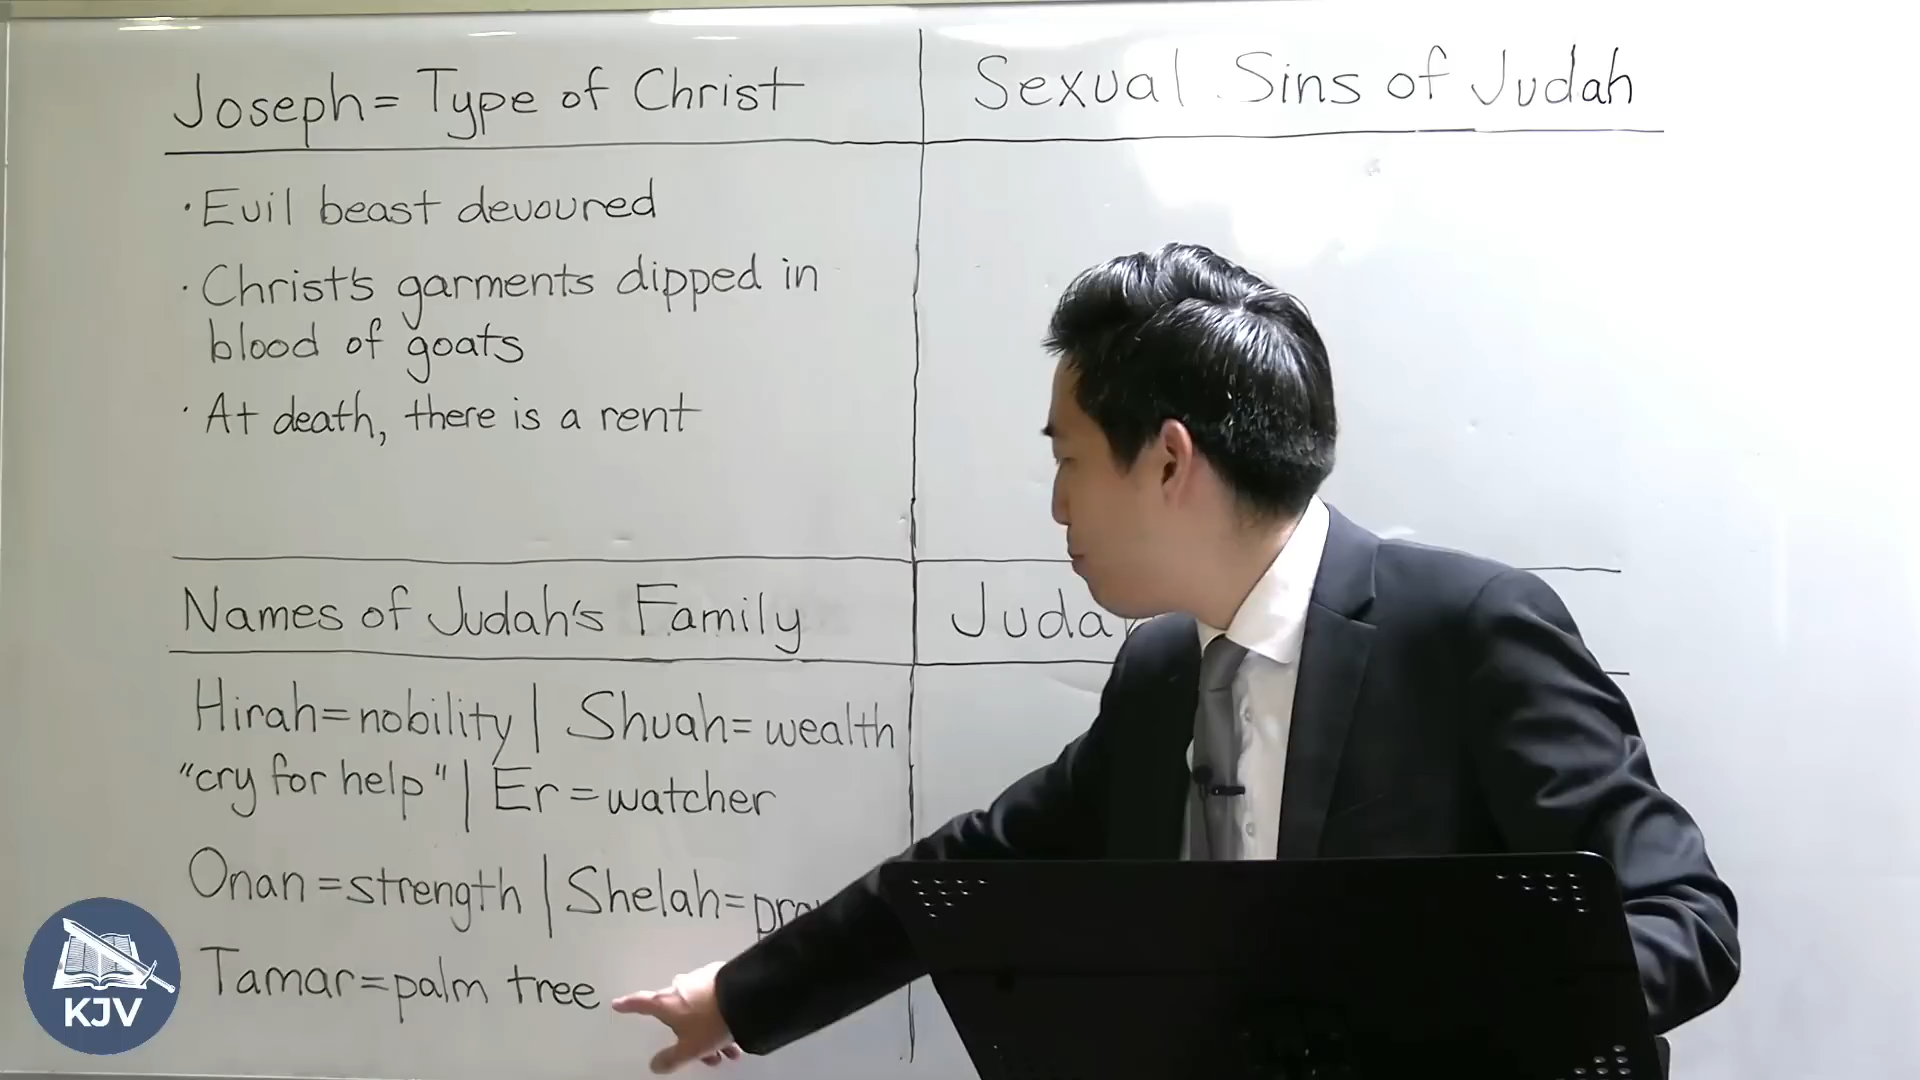 Joseph= Type of Christ
· Evil beast devoured
· Christ's garments dipped in
blood of goats
· At death, there is a rent
Sexual Sins of Judah
Names of Judah's Family
Hirah=nobility | Shuah=wealth
"cry for help" | Er=watcher
Onan=strength | Shelah=
Tamar=palm tree
KJV